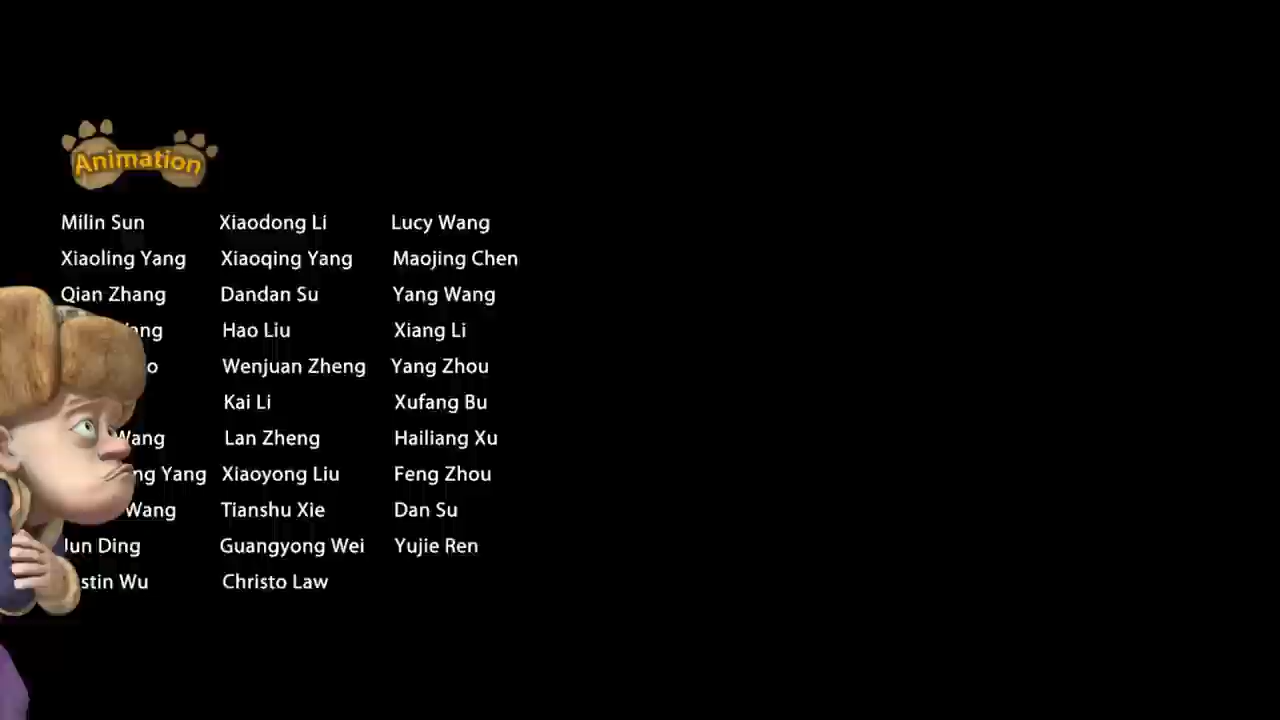 Animation
Milin Sun Xiaodong Li Lucy Wang
Xiaoling Yang Xiaoqing Yang Maojing Chen
Qian Zhang Dandan Su Yang Wang
Hao Liu Xiang Li
Wenjuan Zheng Yang Zhou
Kai Li Xufang Bu
Wang Lan Zheng Hailiang Xu
Yang Xiaoyong Liu Feng Zhou
Wang Tianshu Xie Dan Su
Jun Ding Guangyong Wei Yujie Ren
Wu Christo Law